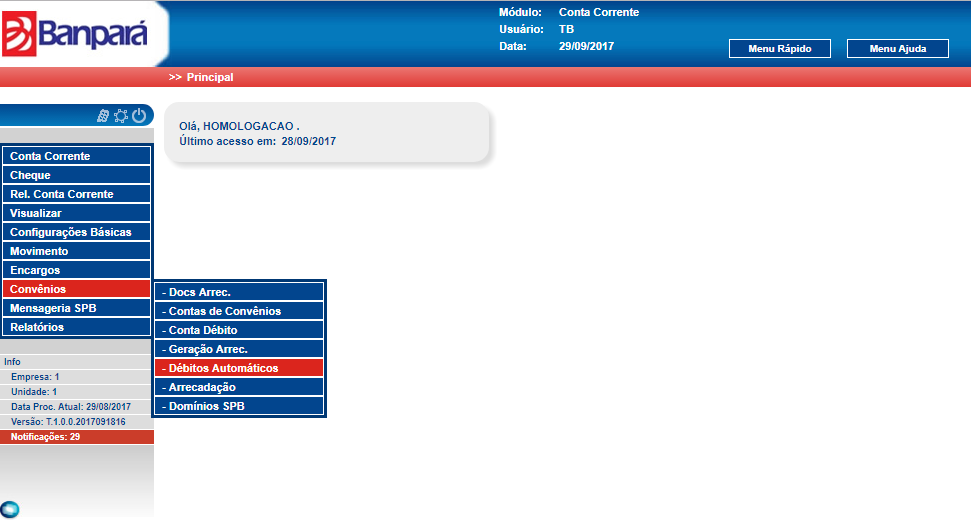 Banpará
Módulo: Conta Corrente
Usuário: TB
Data: 29/09/2017
Menu Rápido
Menu Ajuda
>> Principal
Olá, HOMOLOGACAO .
Último acesso em: 28/09/2017
Conta Corrente
Cheque
Rel. Conta Corrente
Visualizar
Configurações Básicas
Movimento
Encargos
Convênios
Mensageria SPB
Relatórios
- Docs Arrec.
- Contas de Convênios
- Conta Débito
- Geração Arrec.
- Débitos Automáticos
- Arrecadação
- Domínios SPB
Info
Empresa: 1
Unidade: 1
Data Proc. Atual: 29/08/2017
Versão: T.1.0.0.2017091816
Notificações: 29